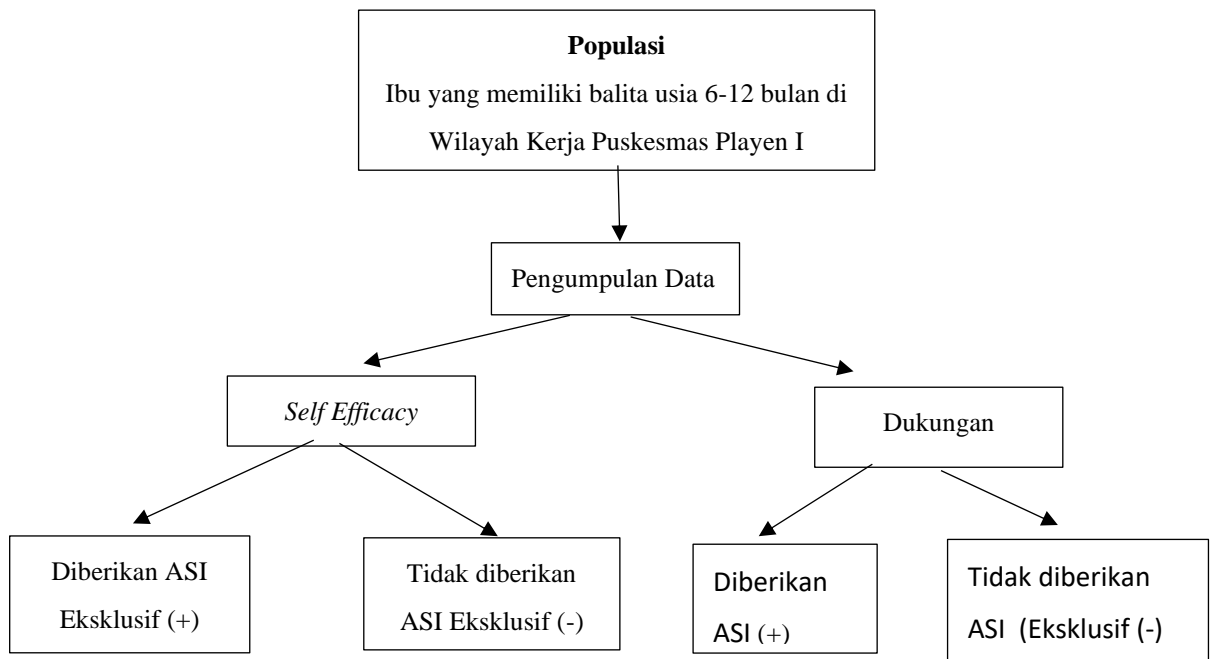 Populasi
Ibu yang memiliki balita usia 6-12 bulan di
Wilayah Kerja Puskesmas Playen I
Pengumpulan Data
Self Efficacy
Dukungan
Diberikan ASI
Eksklusif (+)
Tidak diberikan
ASI Eksklusif (-)
Diberikan
ASI (+)
Tidak diberikan
ASI (Eksklusif (-)